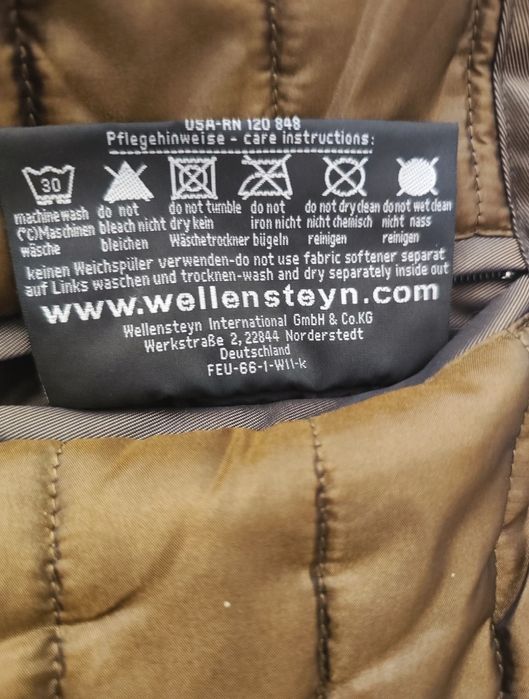 USA-RN 120 848
Pflegehinweise - care instructions:
30
machine wash do not do not tumble do not do not dry clean do not wet clean
(°C)Maschinen bleach nicht dry kein iron nicht nicht chemisch nicht nass
wäsche bleichen Wäschetrockner bügeln reinigen reinigen
keinen Weichspüler verwenden-do not use fabric softener separat
auf Links waschen und trocknen-wash and dry separately inside out
www.wellensteyn.com
Wellensteyn International GmbH & Co.KG
Werkstraße 2, 22844 Norderstedt
Deutschland
FEU-66-1-W11-k